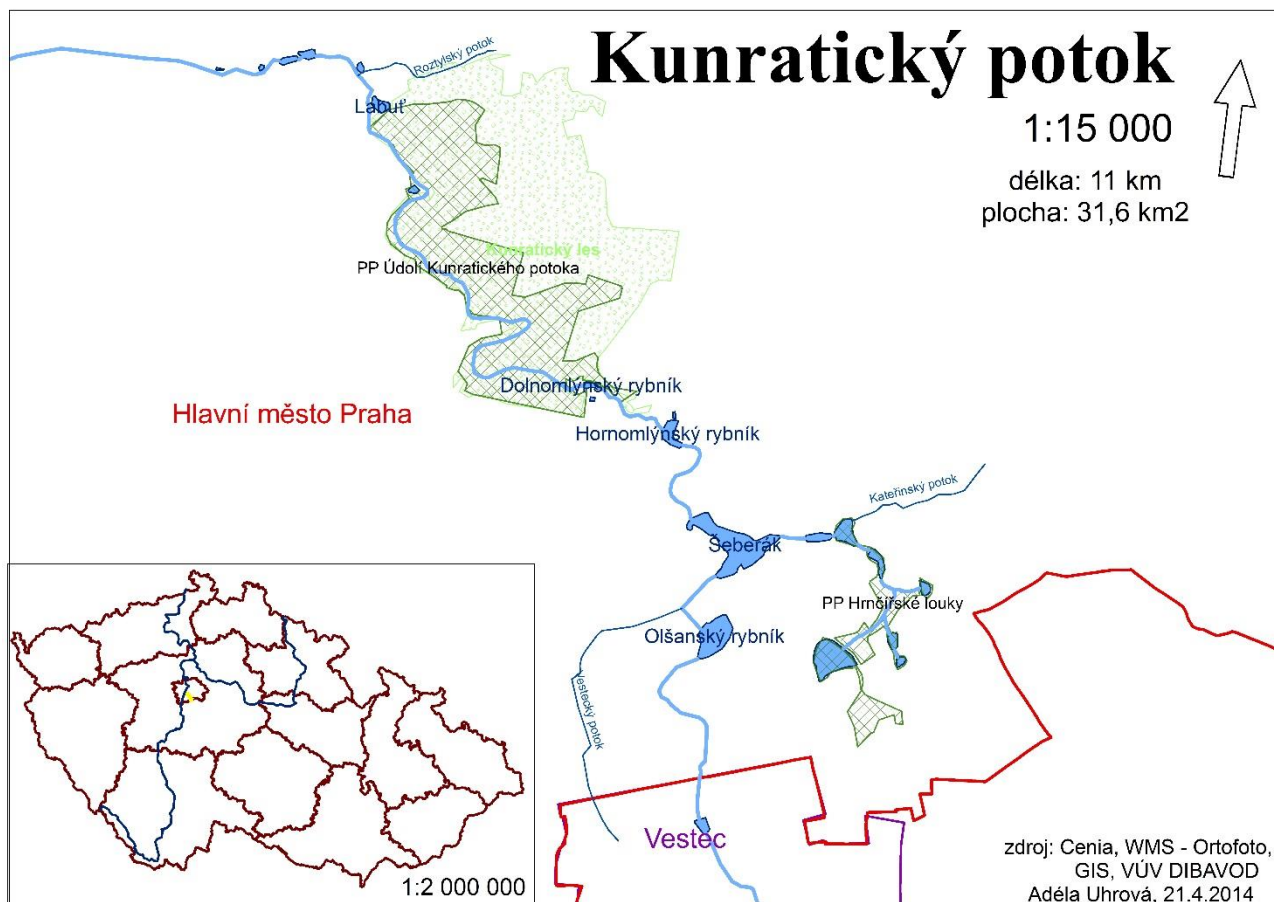 Kunratický potok
1:15 000
délka: 11 km
plocha: 31,6 km2
Roztylský potok
Labuť
Kunratický les
PP Údolí Kunratického potoka
Dolnomlýnský rybník
Hlavní město Praha
Hornomlýnský rybník
Kateřinský potok
Šeberák
PP Hrnčířské louky
Olšanský rybník
Vestecký potok
Vestec
1:2 000 000
zdroj: Cenia, WMS - Ortofoto,
GIS, VÚV DIBAVOD
Adéla Uhrová, 21.4.2014